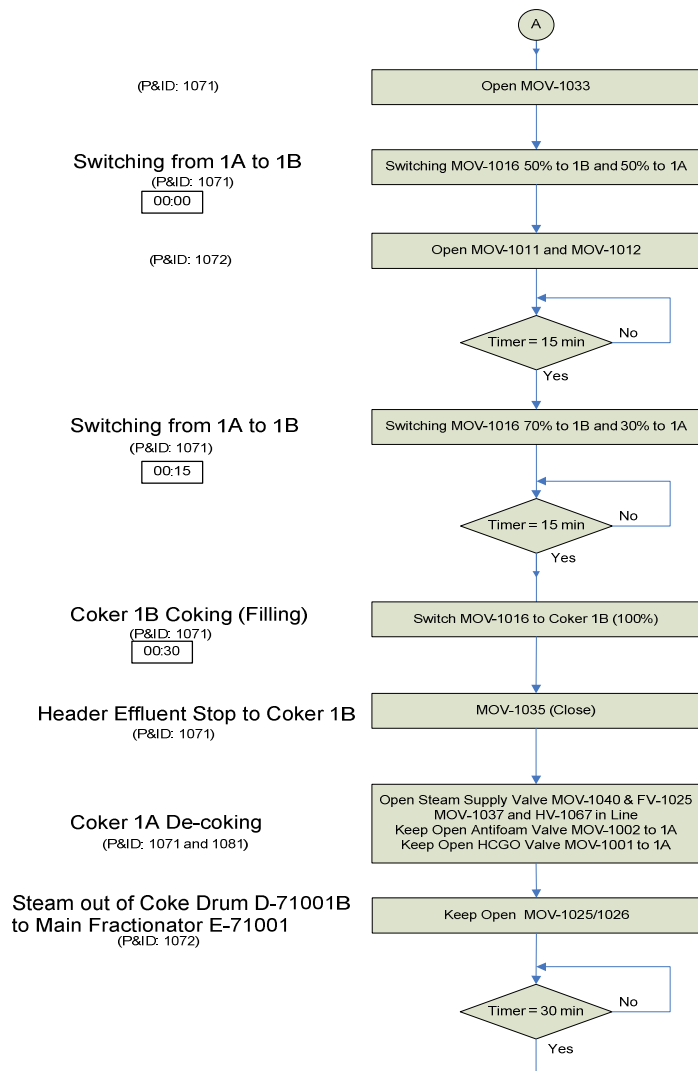 A
(P&ID: 1071)
Open MOV-1033
Switching from 1A to 1B
(P&ID: 1071)
00:00
Switching MOV-1016 50% to 1B and 50% to 1A
(P&ID: 1072)
Open MOV-1011 and MOV-1012
Timer = 15 min
No
Yes
Switching from 1A to 1B
(P&ID: 1071)
00:15
Switching MOV-1016 70% to 1B and 30% to 1A
Timer = 15 min
No
Yes
Coker 1B Coking (Filling)
(P&ID: 1071)
00:30
Switch MOV-1016 to Coker 1B (100%)
Header Effluent Stop to Coker 1B
(P&ID: 1071)
MOV-1035 (Close)
Coker 1A De-coking
(P&ID: 1071 and 1081)
Open Steam Supply Valve MOV-1040 & FV-1025
MOV-1037 and HV-1067 in Line
Keep Open Antifoam Valve MOV-1002 to 1A
Keep Open HCGO Valve MOV-1001 to 1A
Steam out of Coke Drum D-71001B
to Main Fractionator E-71001
(P&ID: 1072)
Keep Open MOV-1025/1026
Timer = 30 min
No
Yes